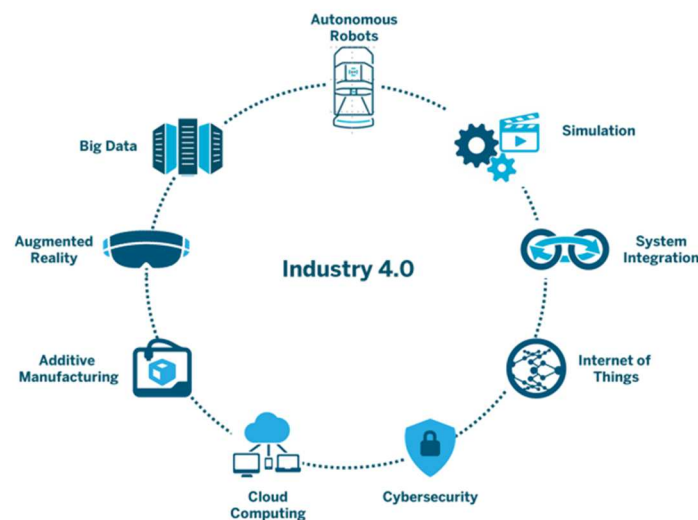 Autonomous
Robots
Simulation
System
Integration
Internet of
Things
Cybersecurity
Cloud
Computing
Additive
Manufacturing
Augmented
Reality
Big Data
Industry 4.0